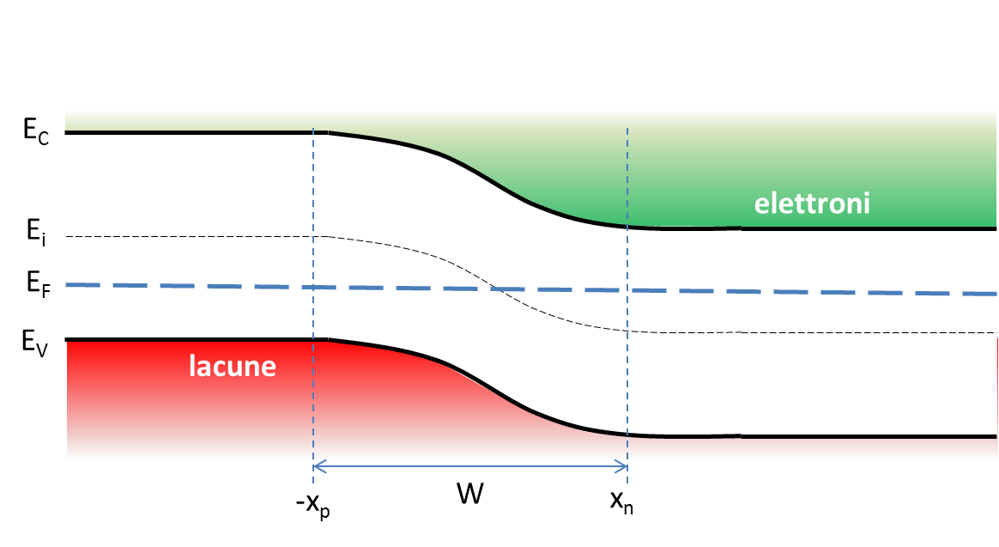 E_C
elettroni
E_i
E_F
E_V
lacune
W
-x_p
x_n